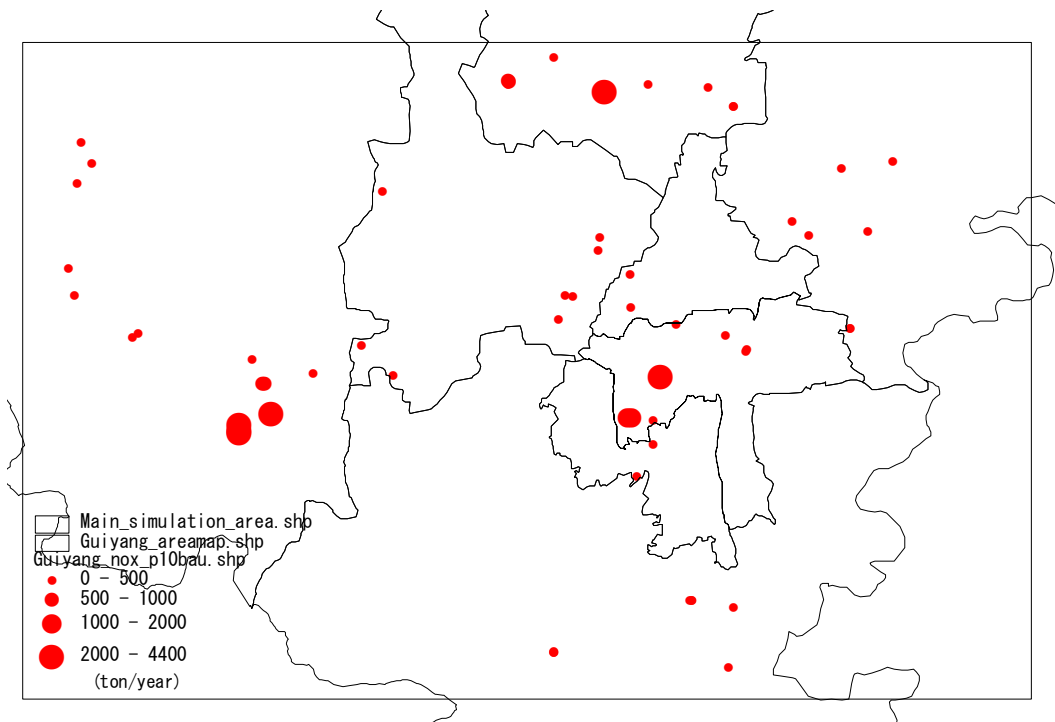 Main_simulation_area.shp
Guiyang_areamap.shp
Guiyang_nox_p10bau.shp
0 - 500
500 - 1000
1000 - 2000
2000 - 4400
(ton/year)